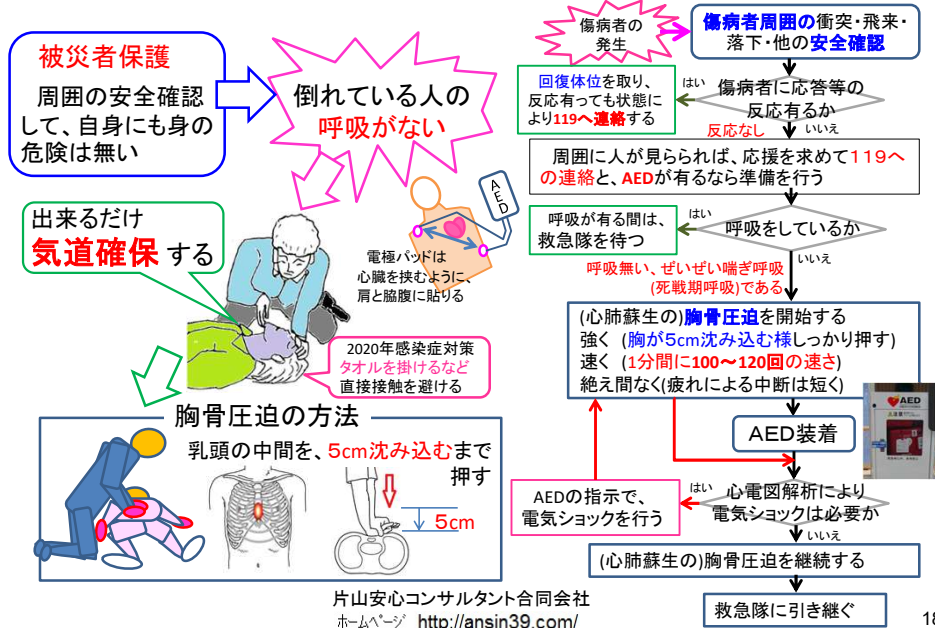 被災者保護
周囲の安全確認
して、自身にも身の
危険は無い
倒れている人の
呼吸がない
出来るだけ
気道確保 する
AED
電極パッドは
心臓を挟むように、
肩と脇腹に貼りる
2020年感染症対策
タオルを掛けるなど
直接接触を避ける
胸骨圧迫の方法
乳頭の中間を、5cm沈み込むまで
押す
5cm
傷病者の
発生
傷病者周囲の衝突・飛来・
落下・他の安全確認
傷病者に応答等の
反応有るか
はい
回復体位を取り、
反応有っても状態に
より119へ連絡する
反応なし
いいえ
周囲に人が見らられば、応援を求めて119へ
の連絡と、AEDが有るなら準備を行う
呼吸をしているか
はい
呼吸が有る間は、
救急隊を待つ
いいえ
呼吸無い、ぜいぜい喘ぎ呼吸
(死戦期呼吸)である
(心肺蘇生の)胸骨圧迫を開始する
強く (胸が5cm沈み込む様しっかり押す)
速く (1分間に100～120回の速さ)
絶え間なく(疲れによる中断は短く)
AED
AED装着
心電図解析により
電気ショックは必要か
はい
AEDの指示で、
電気ショックを行う
いいえ
(心肺蘇生の)胸骨圧迫を継続する
救急隊に引き継ぐ
片山安心コンサルタント合同会社
ホームページ http://ansin39.com/
18